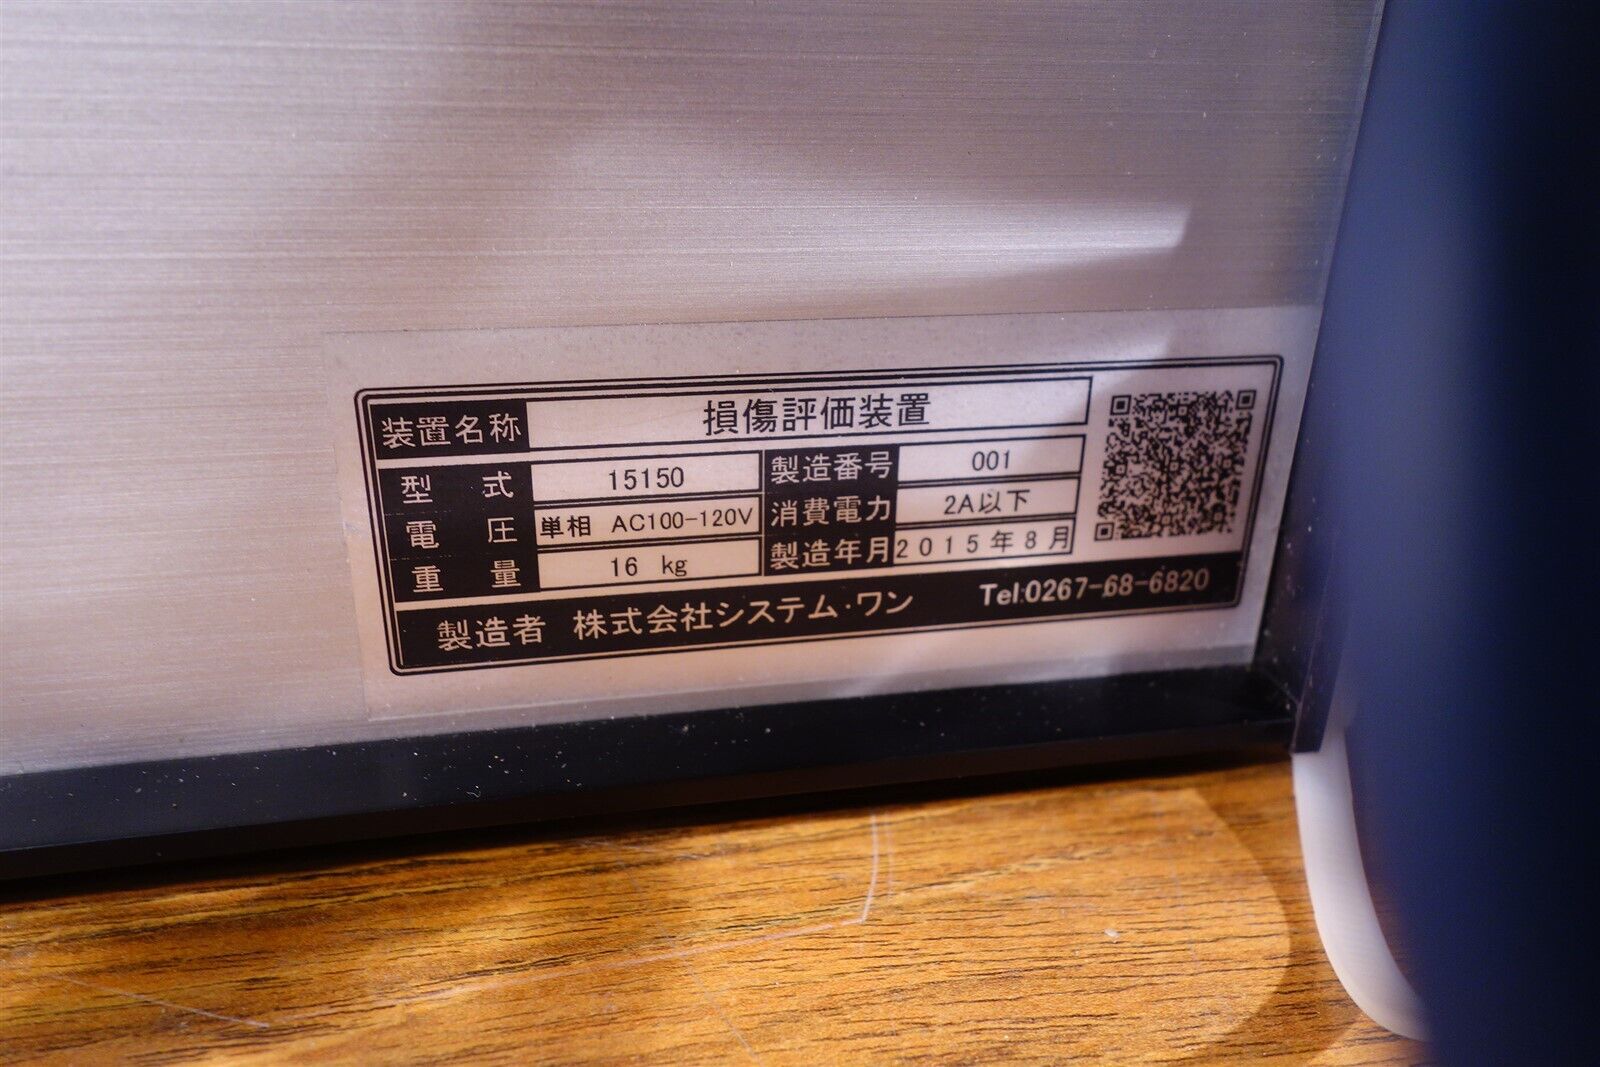 装置名称 損傷評価装置
型式 15150 製造番号 001
電圧 単相 AC100-120V 消費電力 2A以下
重量 16 kg 製造年月 2015年8月
製造者 株式会社システム・ワン Tel:0267-68-6820